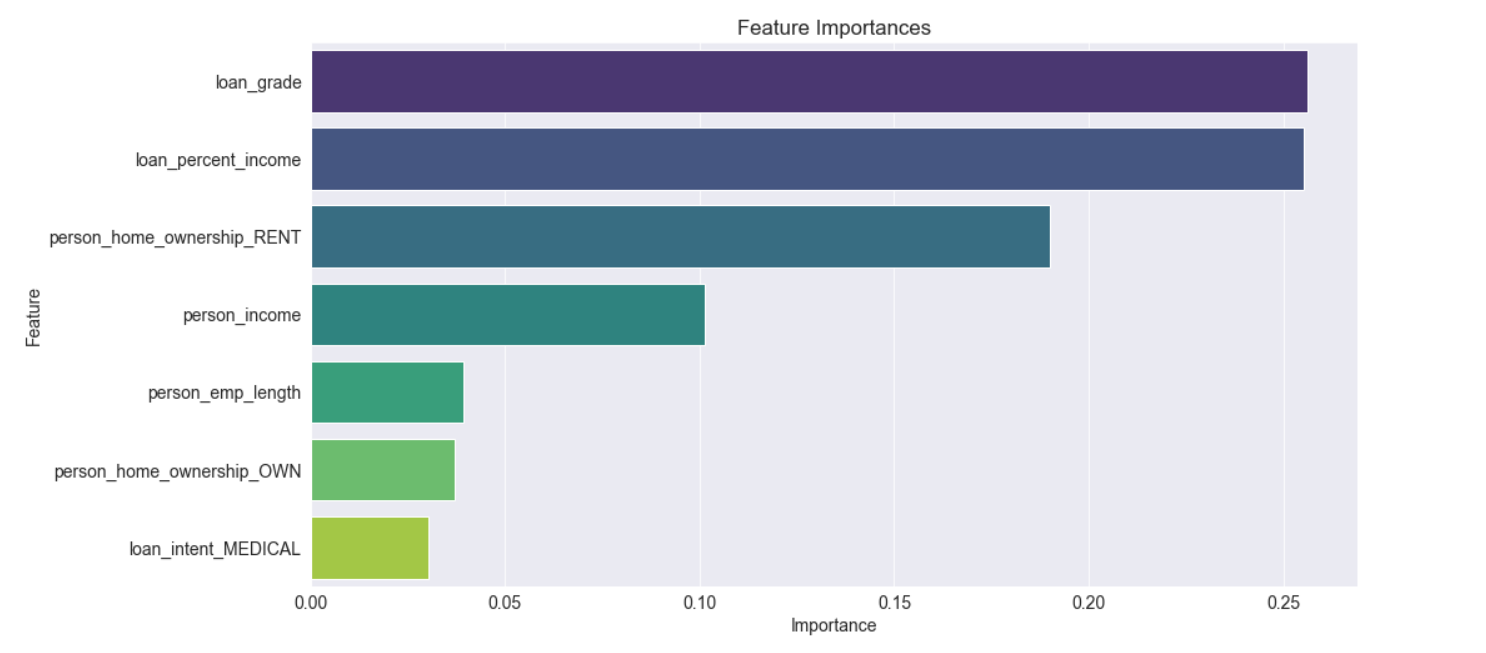 Feature Importances
loan_grade
loan_percent_income
person_home_ownership_RENT
person_income
person_emp_length
person_home_ownership_OWN
loan_intent_MEDICAL
Feature
0.00 0.05 0.10 0.15 0.20 0.25
Importance